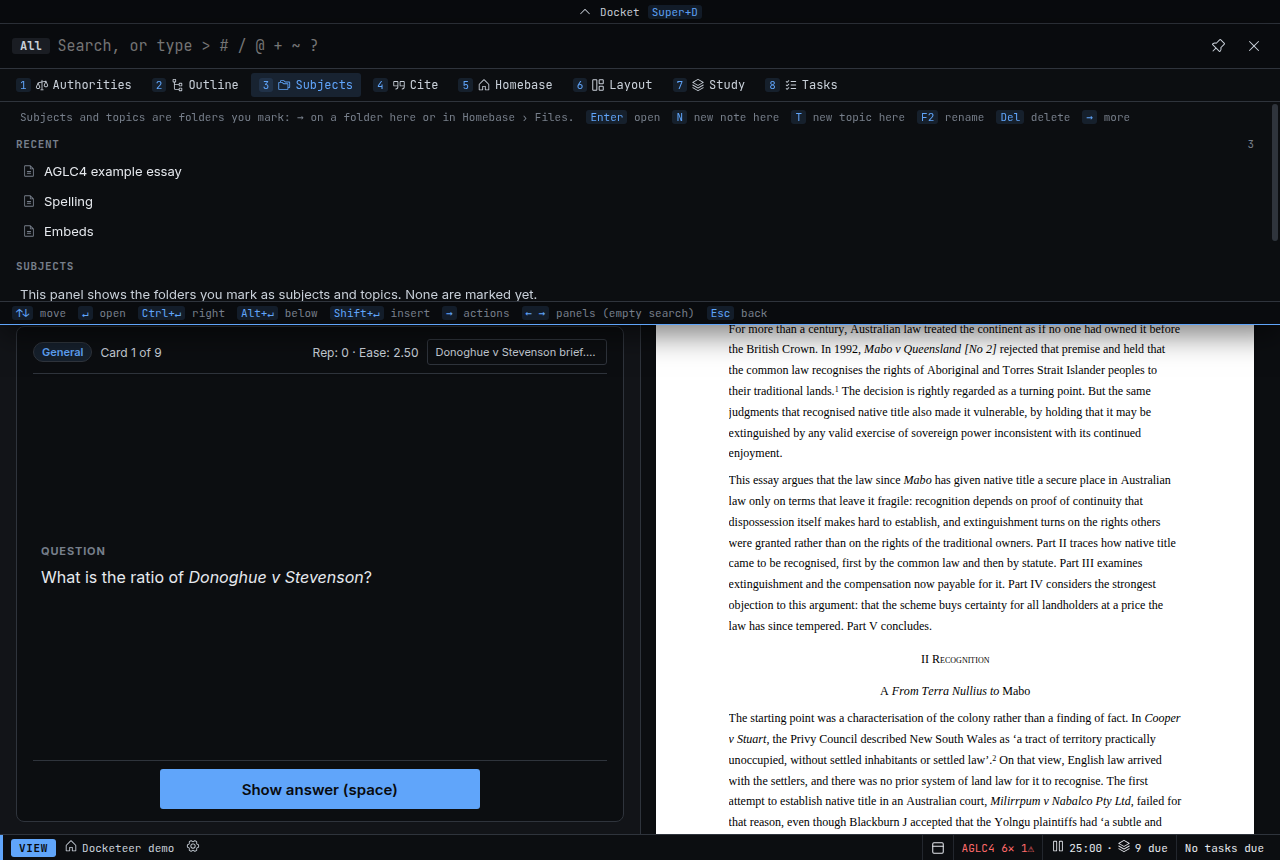 Docket Super+D
All Search, or type > # / @ + ~ ?
1 Authorities 2 Outline 3 Subjects 4 Cite 5 Homebase 6 Layout 7 Study 8 Tasks
Subjects and topics are folders you mark: → on a folder here or in Homebase › Files. Enter open N new note here T new topic here F2 rename Del delete → more
RECENT 3
AGLC4 example essay
Spelling
Embeds
SUBJECTS
This panel shows the folders you mark as subjects and topics. None are marked yet.
↑↓ move ↵ open Ctrl+↵ right Alt+↵ below Shift+↵ insert → actions ← → panels (empty search) Esc back
General Card 1 of 9 Rep: 0 · Ease: 2.50 Donoghue v Stevenson brief....
QUESTION
What is the ratio of Donoghue v Stevenson?
Show answer (space)
For more than a century, Australian law treated the continent as if no one had owned it before
the British Crown. In 1992, Mabo v Queensland [No 2] rejected that premise and held that
the common law recognises the rights of Aboriginal and Torres Strait Islander peoples to
their traditional lands.1 The decision is rightly regarded as a turning point. But the same
judgments that recognised native title also made it vulnerable, by holding that it may be
extinguished by any valid exercise of sovereign power inconsistent with its continued
enjoyment.
This essay argues that the law since Mabo has given native title a secure place in Australian
law only on terms that leave it fragile: recognition depends on proof of continuity that
dispossession itself makes hard to establish, and extinguishment turns on the rights others
were granted rather than on the rights of the traditional owners. Part II traces how native title
came to be recognised, first by the common law and then by statute. Part III examines
extinguishment and the compensation now payable for it. Part IV considers the strongest
objection to this argument: that the scheme buys certainty for all landholders at a price the
law has since tempered. Part V concludes.
II Recognition
A From Terra Nullius to Mabo
The starting point was a characterisation of the colony rather than a finding of fact. In Cooper
v Stuart, the Privy Council described New South Wales as ‘a tract of territory practically
unoccupied, without settled inhabitants or settled law’.2 On that view, English law arrived
with the settlers, and there was no prior system of land law for it to recognise. The first
attempt to establish native title in an Australian court, Milirrpum v Nabalco Pty Ltd, failed for
that reason, even though Blackburn J accepted that the Yolngu plaintiffs had ‘a subtle and
VIEW Docketeer demo AGLC4 6× 1⚠ 25:00 · 9 due No tasks due